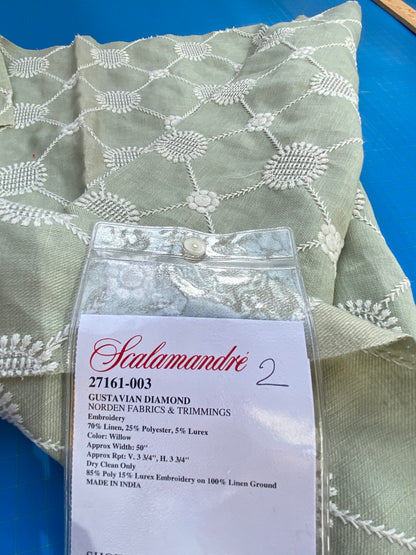 Scalamandré
2
27161-003
GUSTAVIAN DIAMOND
NORDEN FABRICS & TRIMMINGS
Embroidery
70% Linen, 25% Polyester, 5% Lurex
Color: Willow
Approx Width: 50"
Approx Rpt: V. 3 3/4", H. 3 3/4"
Dry Clean Only
85% Poly 15% Lurex Embroidery on 100% Linen Ground
MADE IN INDIA